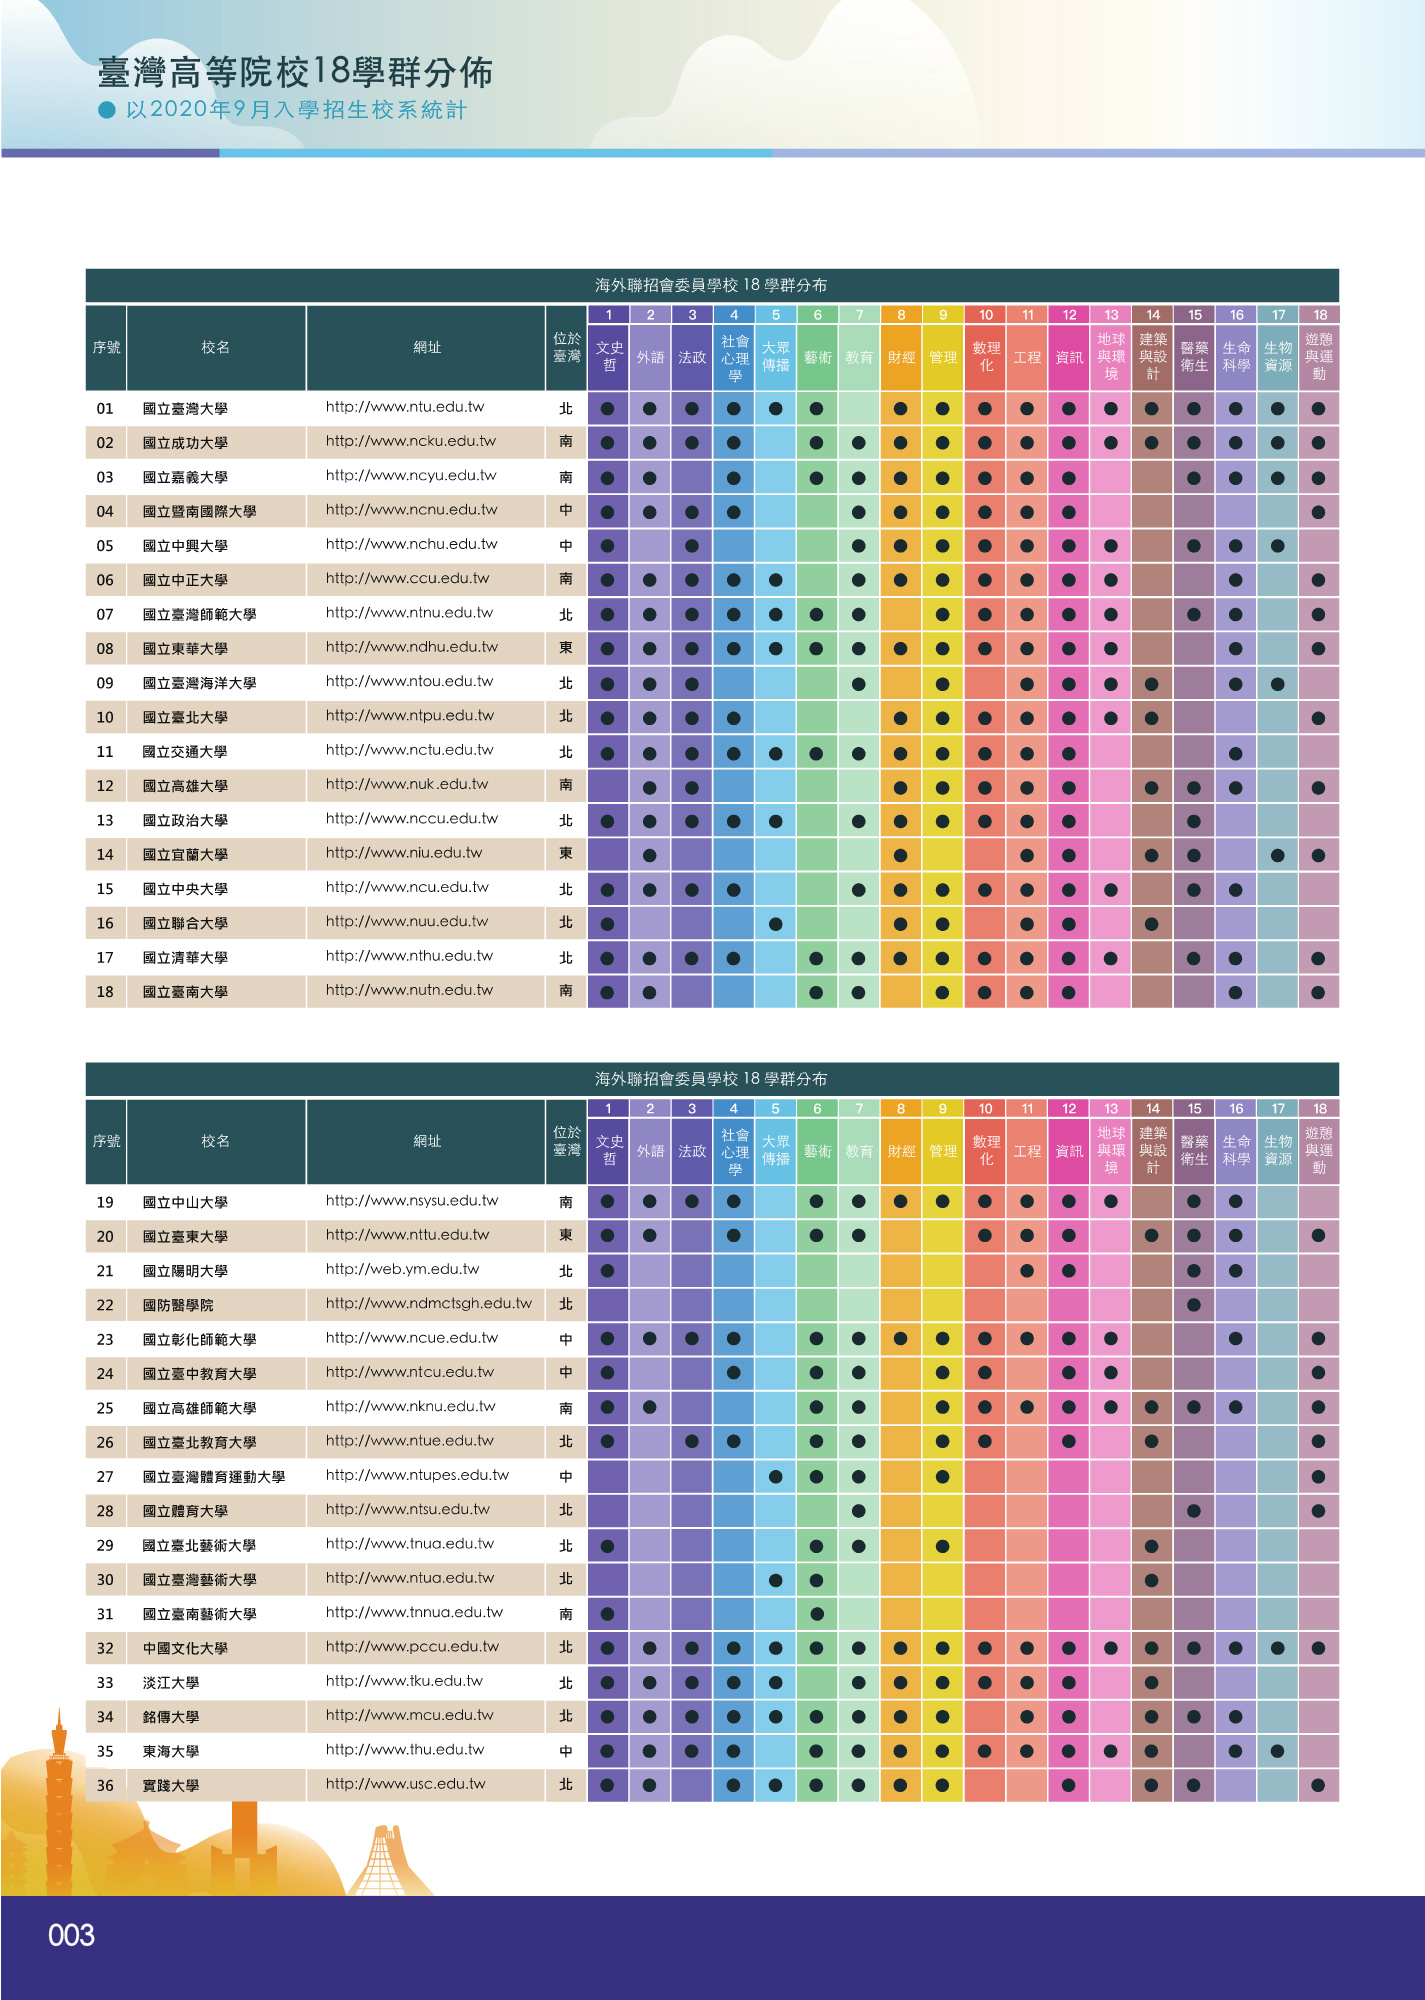 臺灣高等院校18學群分佈
● 以2020年9月入學招生校系統計
海外聯招會委員學校 18 學群分布
序號 校名 網址 位於臺灣 1 2 3 4 5 6 7 8 9 10 11 12 13 14 15 16 17 18
文史哲 外語 法政 社會心理學 大眾傳播 藝術 教育 財經 管理 數理化 工程 資訊 地球與環境 建築與設計 醫藥衛生 生命科學 生物資源 遊憩與運動
01 國立臺灣大學 http://www.ntu.edu.tw 北 ● ● ● ● ● ● ● ● ● ● ● ● ● ● ● ● ●
02 國立成功大學 http://www.ncku.edu.tw 南 ● ● ● ● ● ● ● ● ● ● ● ● ● ● ● ● ●
03 國立嘉義大學 http://www.ncyu.edu.tw 南 ● ● ● ● ● ● ● ● ● ● ● ● ● ●
04 國立暨南國際大學 http://www.ncnu.edu.tw 中 ● ● ● ● ● ● ● ● ● ● ●
05 國立中興大學 http://www.nchu.edu.tw 中 ● ● ● ● ● ● ● ● ● ● ● ●
06 國立中正大學 http://www.ccu.edu.tw 南 ● ● ● ● ● ● ● ● ● ● ● ● ● ●
07 國立臺灣師範大學 http://www.ntnu.edu.tw 北 ● ● ● ● ● ● ● ● ● ● ● ● ● ● ●
08 國立東華大學 http://www.ndhu.edu.tw 東 ● ● ● ● ● ● ● ● ● ● ● ● ● ● ●
09 國立臺灣海洋大學 http://www.ntou.edu.tw 北 ● ● ● ● ● ● ● ● ● ● ●
10 國立臺北大學 http://www.ntpu.edu.tw 北 ● ● ● ● ● ● ● ● ● ● ● ●
11 國立交通大學 http://www.nctu.edu.tw 北 ● ● ● ● ● ● ● ● ● ● ● ● ●
12 國立高雄大學 http://www.nuk.edu.tw 南 ● ● ● ● ● ● ● ● ● ● ●
13 國立政治大學 http://www.nccu.edu.tw 北 ● ● ● ● ● ● ● ● ● ● ● ●
14 國立宜蘭大學 http://www.niu.edu.tw 東 ● ● ● ● ● ● ● ●
15 國立中央大學 http://www.ncu.edu.tw 北 ● ● ● ● ● ● ● ● ● ● ● ● ●
16 國立聯合大學 http://www.nuu.edu.tw 北 ● ● ● ● ● ● ●
17 國立清華大學 http://www.nthu.edu.tw 北 ● ● ● ● ● ● ● ● ● ● ● ● ● ● ●
18 國立臺南大學 http://www.nutn.edu.tw 南 ● ● ● ● ● ● ● ● ● ●
海外聯招會委員學校 18 學群分布
序號 校名 網址 位於臺灣 1 2 3 4 5 6 7 8 9 10 11 12 13 14 15 16 17 18
文史哲 外語 法政 社會心理學 大眾傳播 藝術 教育 財經 管理 數理化 工程 資訊 地球與環境 建築與設計 醫藥衛生 生命科學 生物資源 遊憩與運動
19 國立中山大學 http://www.nsysu.edu.tw 南 ● ● ● ● ● ● ● ● ● ● ● ● ● ●
20 國立臺東大學 http://www.nttu.edu.tw 東 ● ● ● ● ● ● ● ● ● ● ● ●
21 國立陽明大學 http://web.ym.edu.tw 北 ● ● ● ● ●
22 國防醫學院 http://www.ndmctsgh.edu.tw 北 ●
23 國立彰化師範大學 http://www.ncue.edu.tw 中 ● ● ● ● ● ● ● ● ● ● ● ● ● ●
24 國立臺中教育大學 http://www.ntcu.edu.tw 中 ● ● ● ● ● ● ● ● ●
25 國立高雄師範大學 http://www.nknu.edu.tw 南 ● ● ● ● ● ● ● ● ● ● ● ● ●
26 國立臺北教育大學 http://www.ntue.edu.tw 北 ● ● ● ● ● ● ● ● ● ●
27 國立臺灣體育運動大學 http://www.ntupes.edu.tw 中 ● ● ● ● ●
28 國立體育大學 http://www.ntsu.edu.tw 北 ● ● ●
29 國立臺北藝術大學 http://www.tnua.edu.tw 北 ● ● ● ● ●
30 國立臺灣藝術大學 http://www.ntua.edu.tw 北 ● ● ●
31 國立臺南藝術大學 http://www.tnnua.edu.tw 南 ● ●
32 中國文化大學 http://www.pccu.edu.tw 北 ● ● ● ● ● ● ● ● ● ● ● ● ● ● ● ● ● ●
33 淡江大學 http://www.tku.edu.tw 北 ● ● ● ● ● ● ● ● ● ● ● ●
34 銘傳大學 http://www.mcu.edu.tw 北 ● ● ● ● ● ● ● ● ● ● ● ● ● ●
35 東海大學 http://www.thu.edu.tw 中 ● ● ● ● ● ● ● ● ● ● ● ● ● ● ●
36 實踐大學 http://www.usc.edu.tw 北 ● ● ● ● ● ● ● ● ● ● ● ●
003